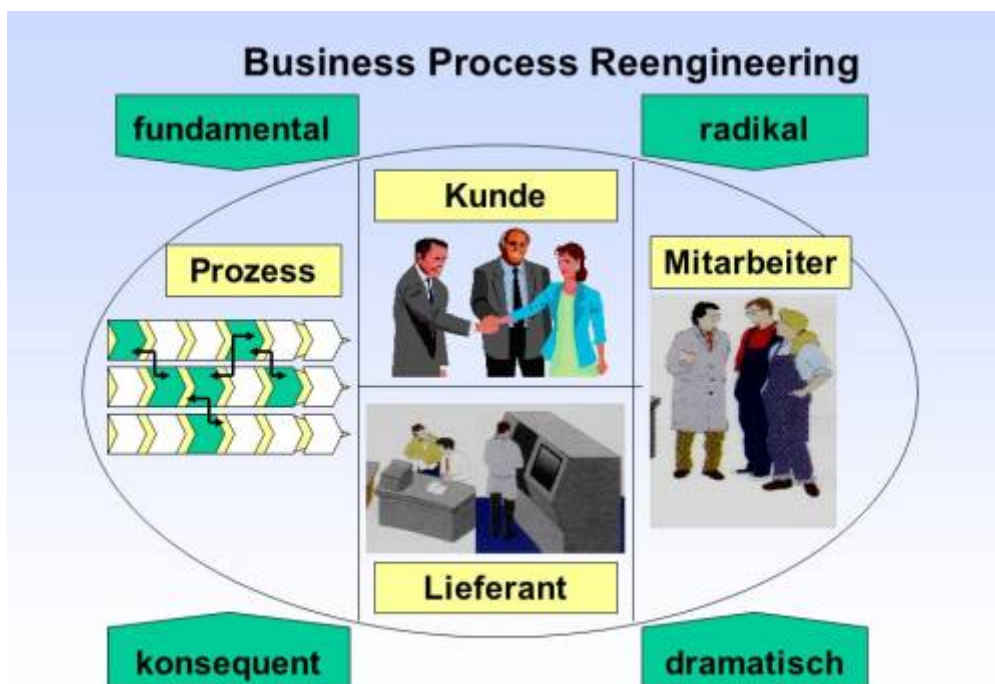 Business Process Reengineering
fundamental
radikal
Kunde
Prozess
Mitarbeiter
Lieferant
konsequent
dramatisch